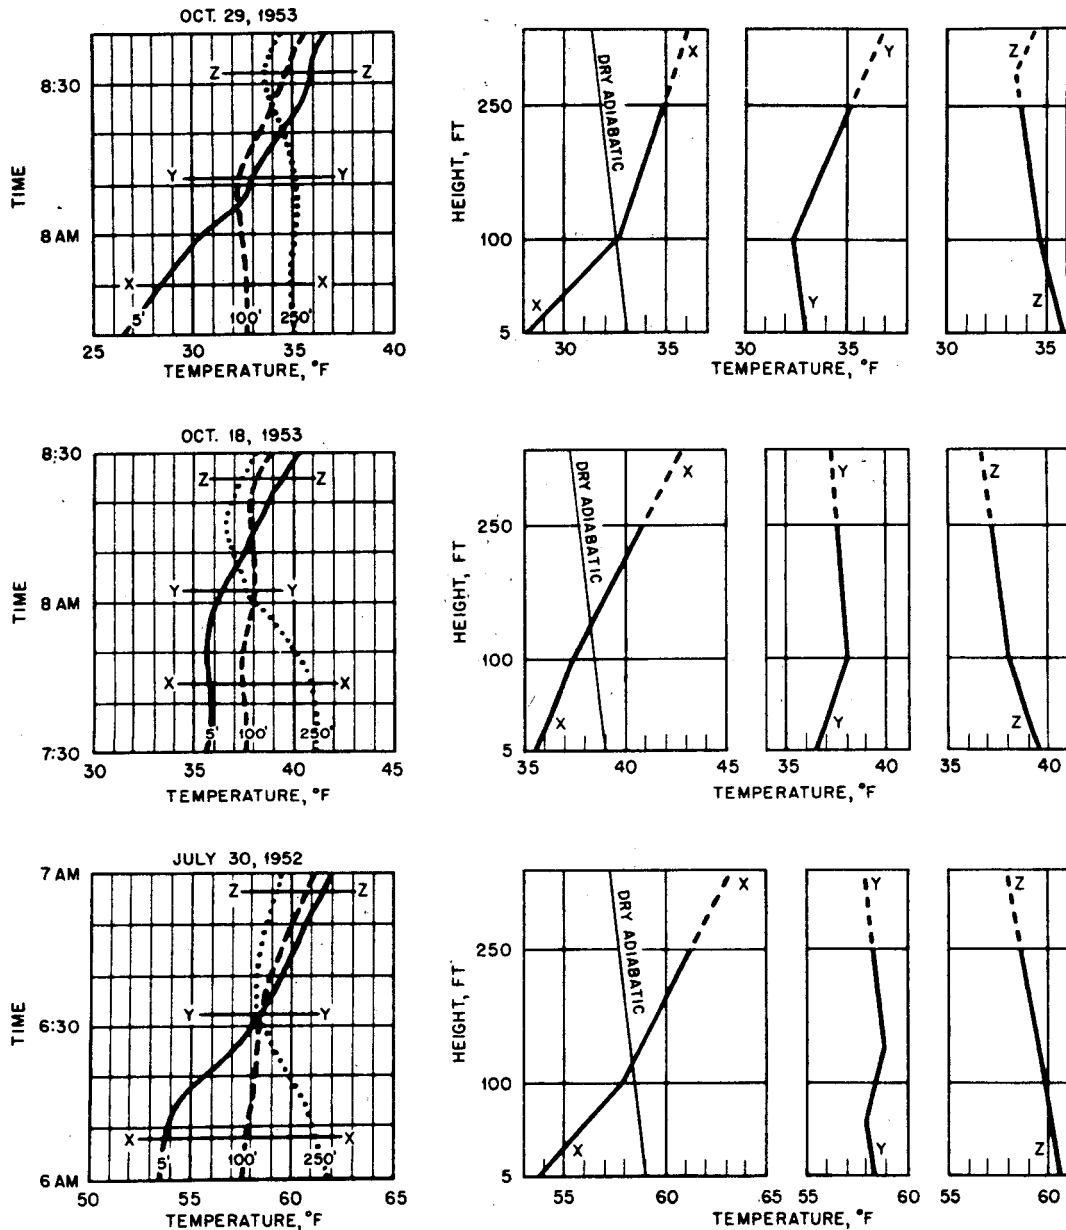 OCT. 29, 1953
8:30
8 AM
TIME
Z Z
Y Y
X X
5' 100' 250'
25 30 35 40
TEMPERATURE, °F
HEIGHT, FT
250
100
5
DRY ADIABATIC
X
X
30 35
Y
Y
30 35
Z
Z
30 35
TEMPERATURE, °F
OCT. 18, 1953
8:30
8 AM
7:30
TIME
Z Z
Y Y
X X
5' 100' 250'
30 35 40 45
TEMPERATURE, °F
HEIGHT, FT
250
100
5
DRY ADIABATIC
X
X
35 40 45
Y
Y
35 40
Z
Z
35 40
TEMPERATURE, °F
JULY 30, 1952
7 AM
6:30
6 AM
TIME
Z Z
Y Y
X X
5' 100' 250'
50 55 60 65
TEMPERATURE, °F
HEIGHT, FT
250
100
5
DRY ADIABATIC
X
X
55 60 65
Y
Y
55 60
Z
Z
55 60
TEMPERATURE, °F